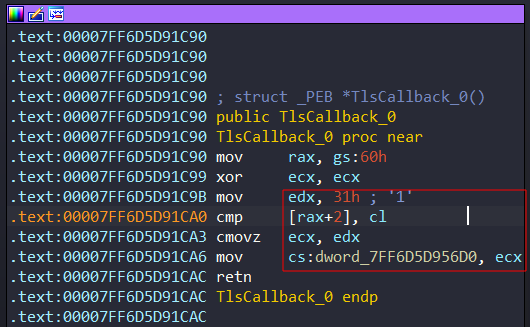 .text:00007FF6D5D91C90
.text:00007FF6D5D91C90
.text:00007FF6D5D91C90
.text:00007FF6D5D91C90 ; struct _PEB *TlsCallback_0()
.text:00007FF6D5D91C90 public TlsCallback_0
.text:00007FF6D5D91C90 TlsCallback_0 proc near
.text:00007FF6D5D91C90 mov rax, gs:60h
.text:00007FF6D5D91C99 xor ecx, ecx
.text:00007FF6D5D91C9B mov edx, 31h ; '1'
.text:00007FF6D5D91CA0 cmp [rax+2], cl
.text:00007FF6D5D91CA3 cmovz ecx, edx
.text:00007FF6D5D91CA6 mov cs:dword_7FF6D5D956D0, ecx
.text:00007FF6D5D91CAC retn
.text:00007FF6D5D91CAC TlsCallback_0 endp
.text:00007FF6D5D91CAC